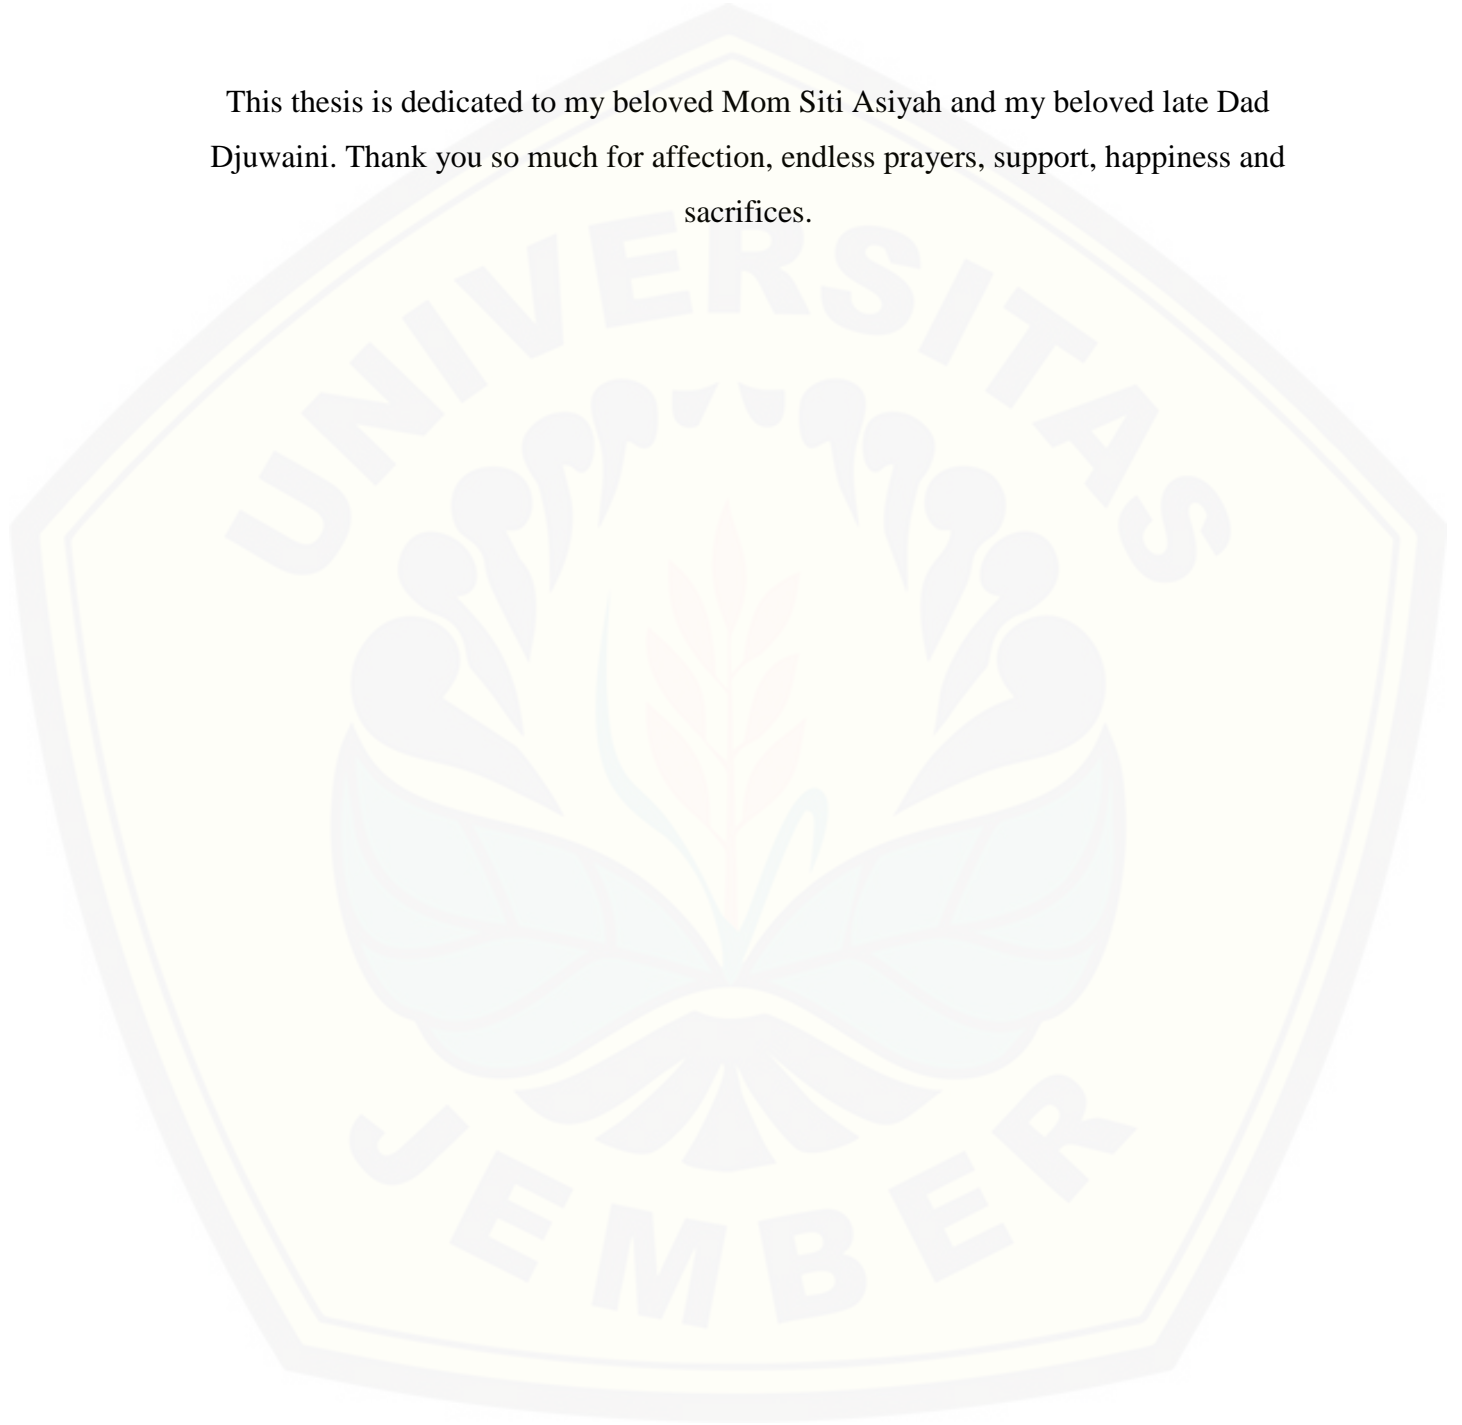 This thesis is dedicated to my beloved Mom Siti Asiyah and my beloved late Dad
Djuwaini. Thank you so much for affection, endless prayers, support, happiness and
sacrifices.
UNIVERSITAS
JEMBER